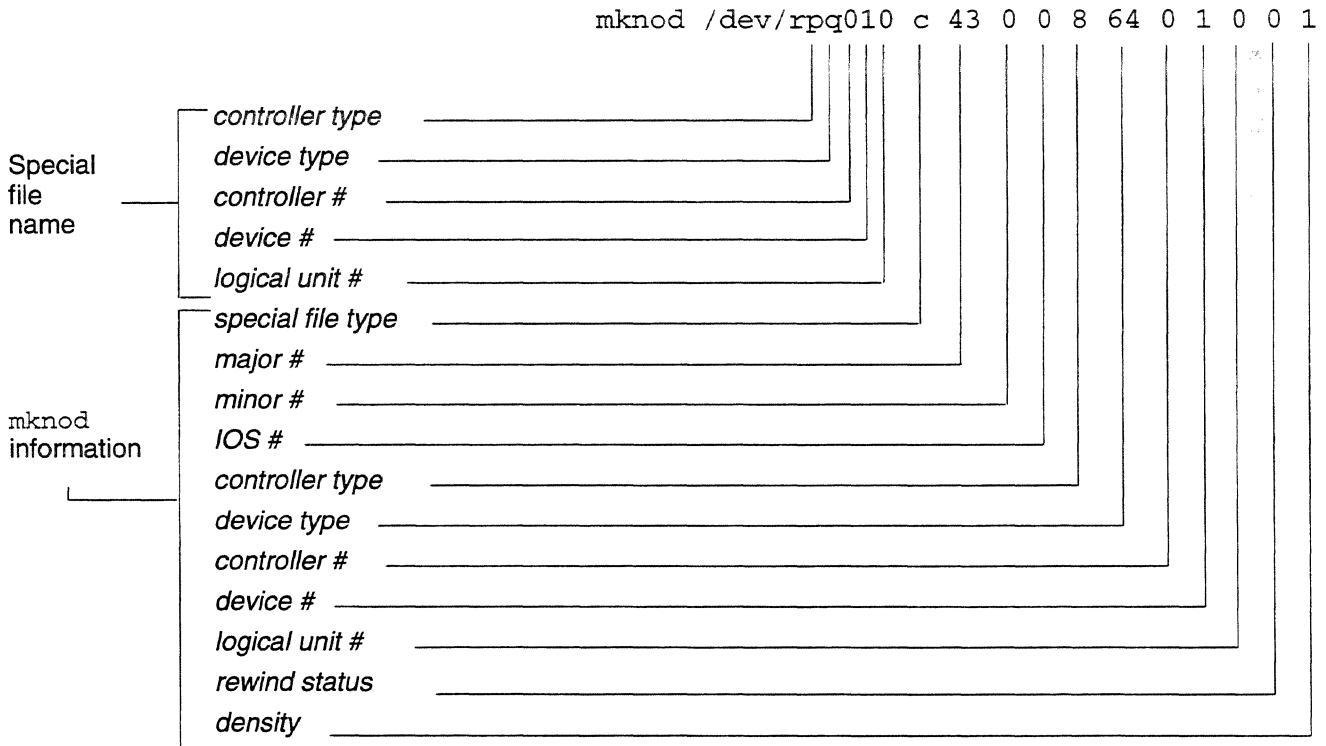 mknod /dev/rpq010 c 43 0 0 8 64 0 1 0 0 1
controller type
device type
Special
file
name
controller #
device #
logical unit #
special file type
major #
minor #
mknod
information
IOS #
controller type
device type
controller #
device #
logical unit #
rewind status
density